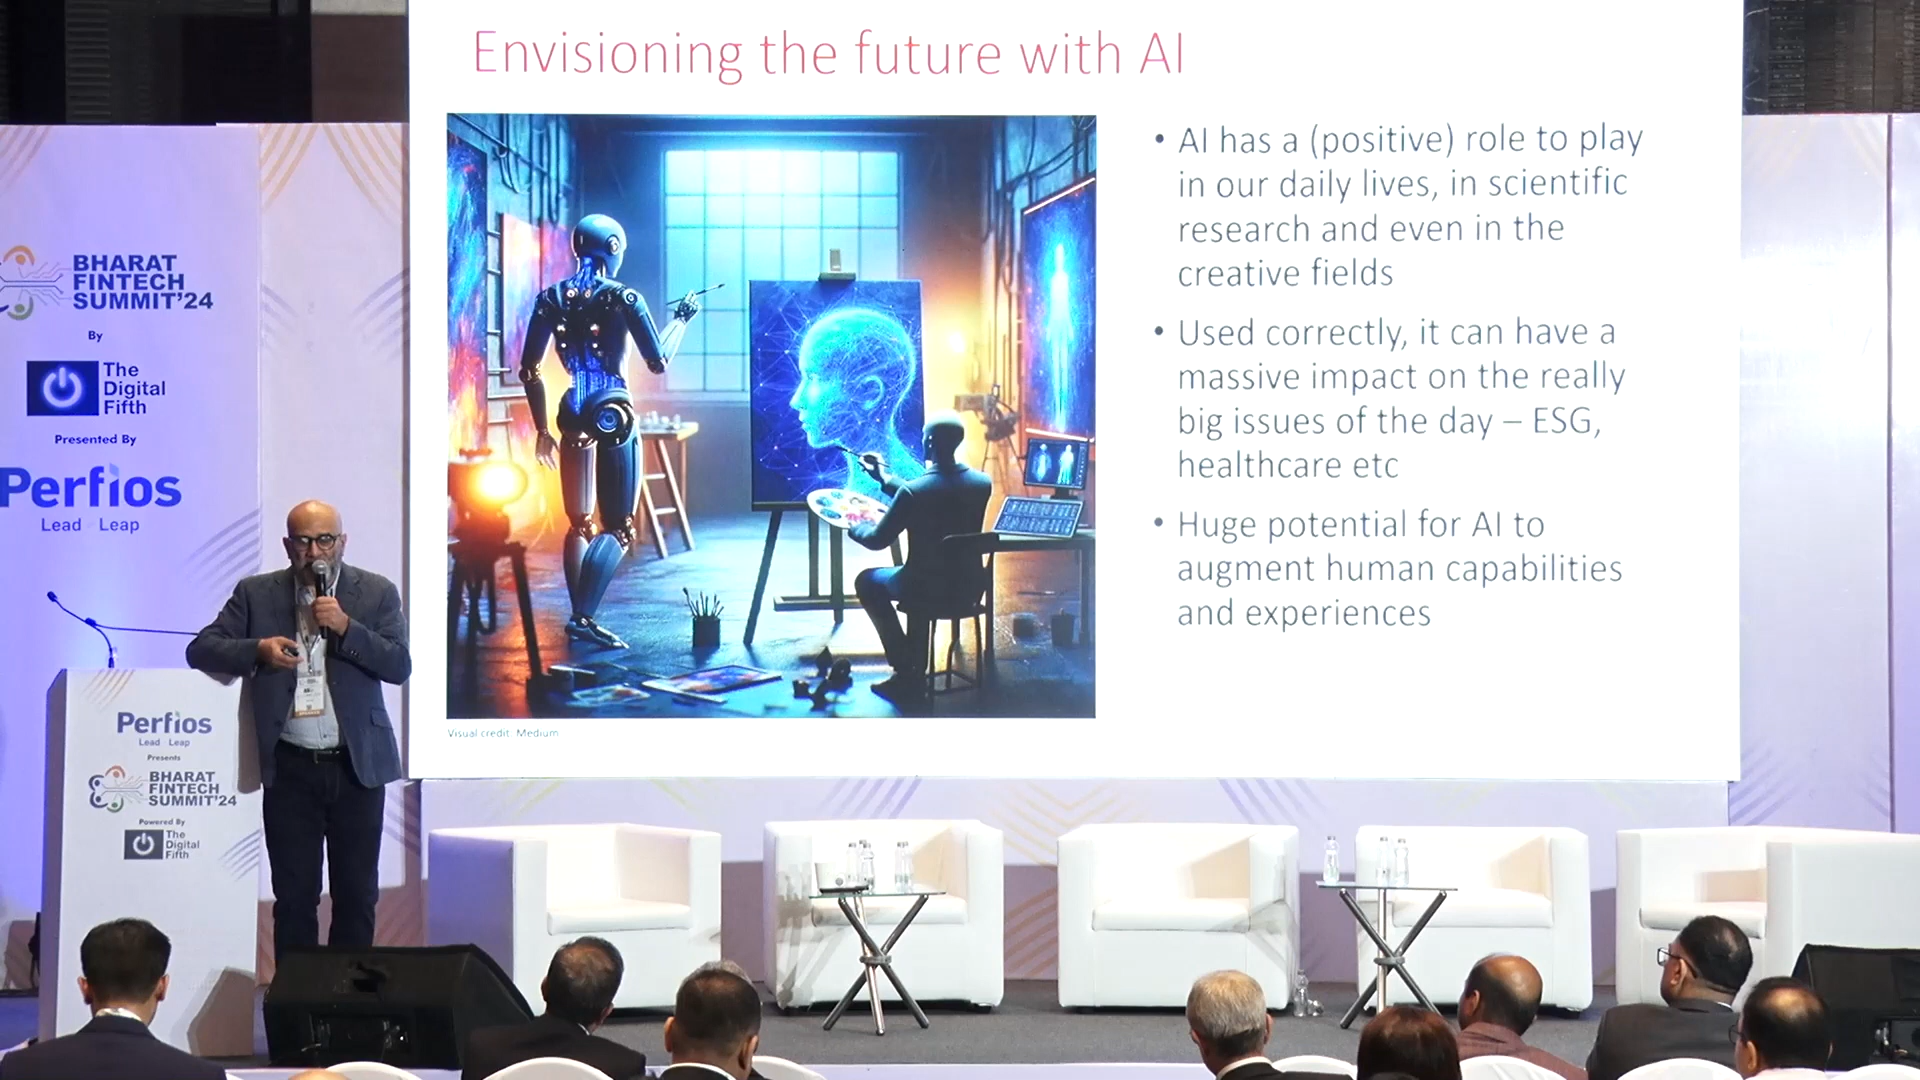 Envisioning the future with AI
• AI has a (positive) role to play
in our daily lives, in scientific
research and even in the
creative fields
• Used correctly, it can have a
massive impact on the really
big issues of the day – ESG,
healthcare etc
• Huge potential for AI to
augment human capabilities
and experiences
Visual credit: Medium
BHARAT
FINTECH
SUMMIT'24
By
The
Digital
Fifth
Presented By
Perfios
Lead Leap
Perfios
Lead Leap
Presents
BHARAT
FINTECH
SUMMIT'24
Powered By
The
Digital
Fifth